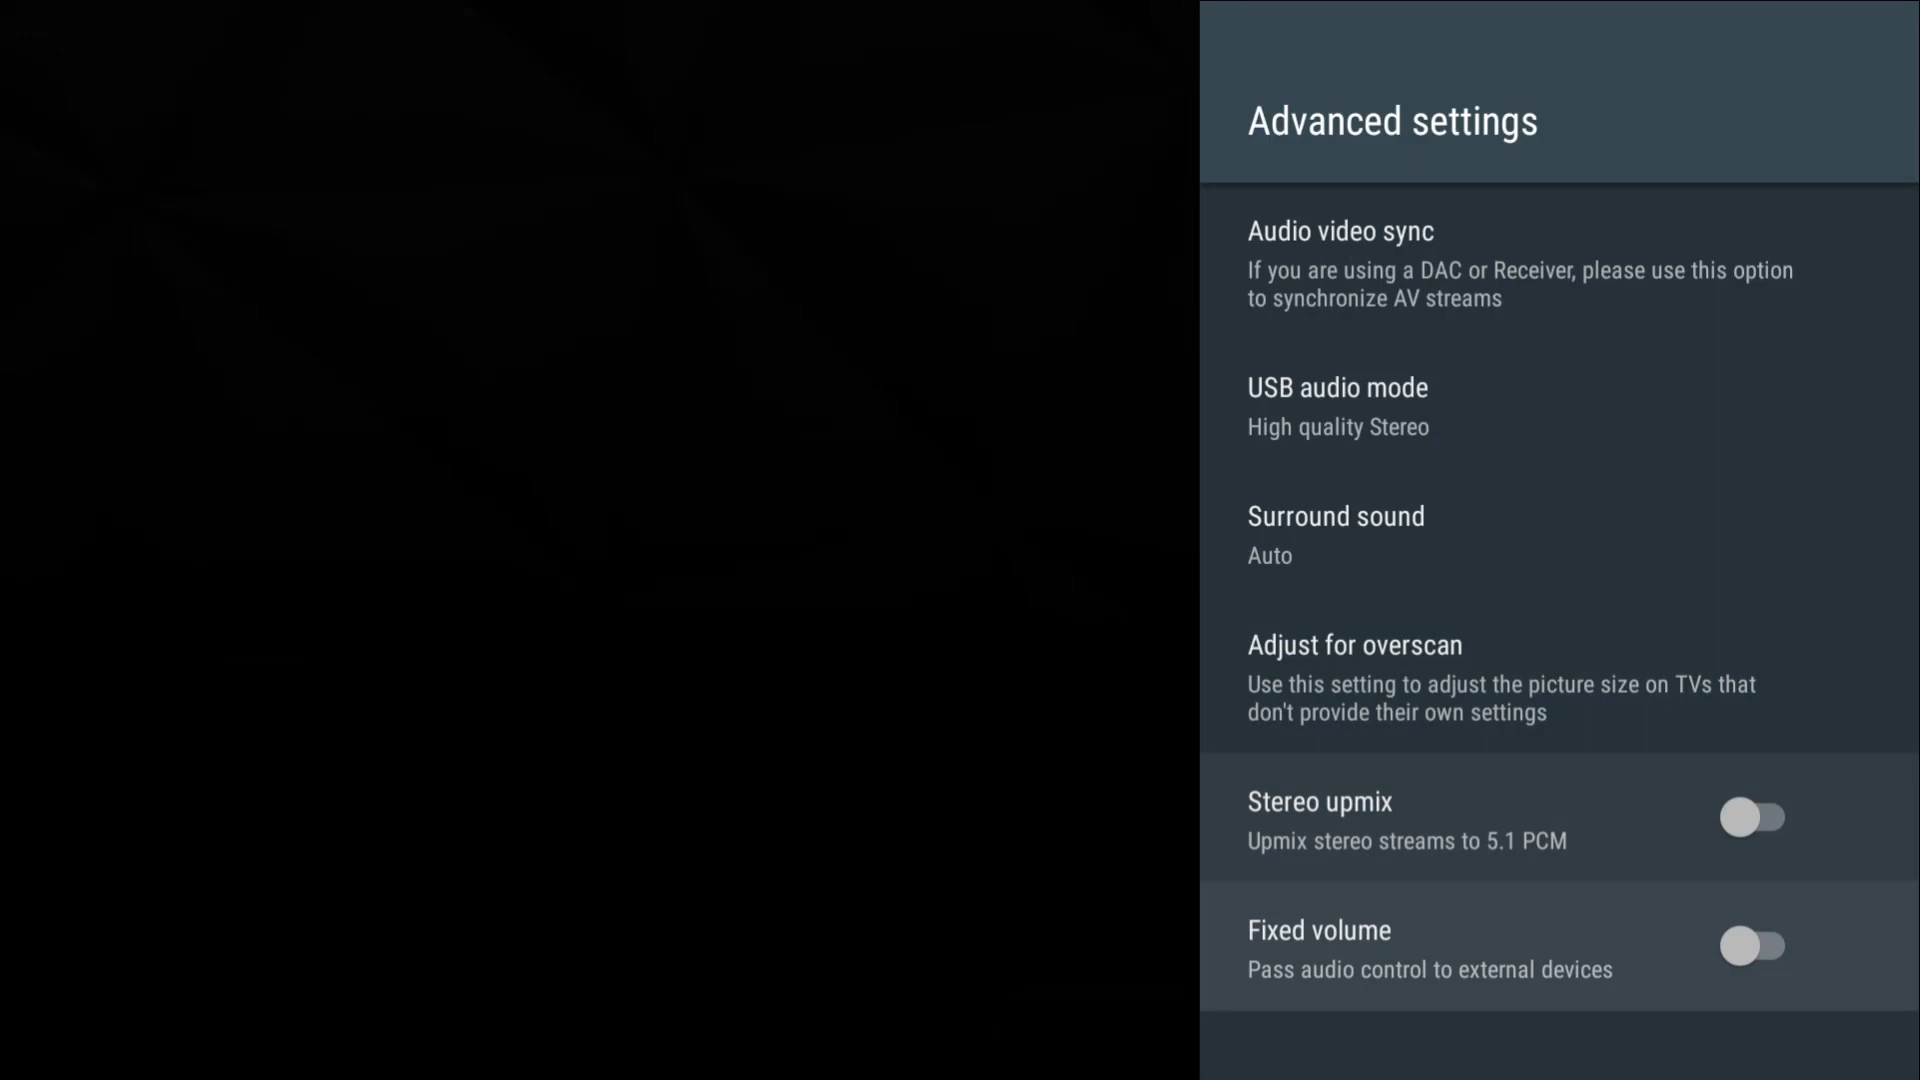 Advanced settings
Audio video sync
If you are using a DAC or Receiver, please use this option
to synchronize AV streams
USB audio mode
High quality Stereo
Surround sound
Auto
Adjust for overscan
Use this setting to adjust the picture size on TVs that
don't provide their own settings
Stereo upmix
Upmix stereo streams to 5.1 PCM
Fixed volume
Pass audio control to external devices